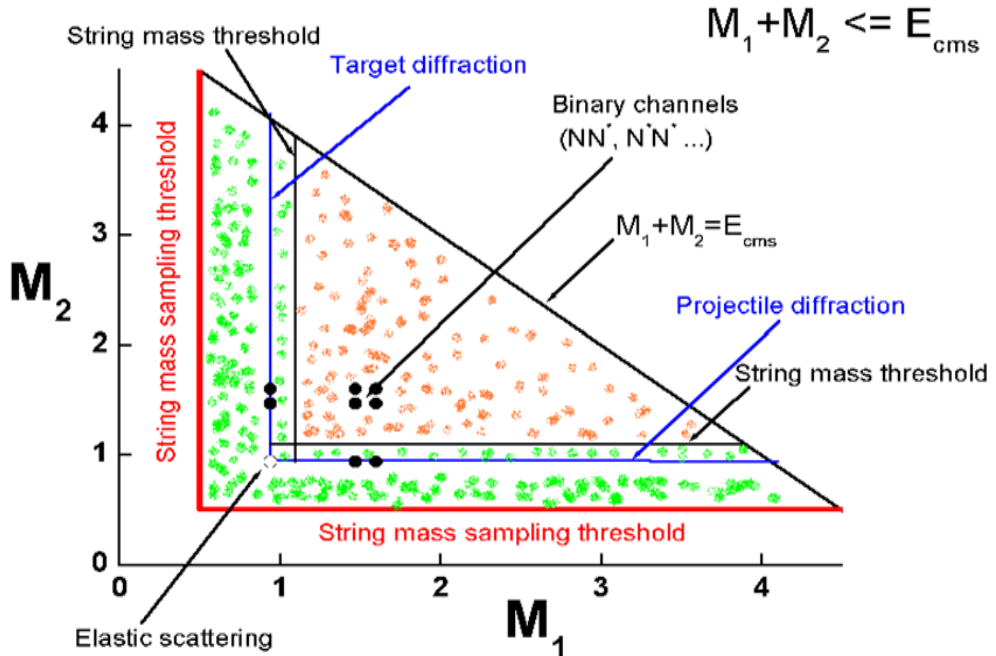 M₁+M₂ <= E_cms
String mass threshold
Target diffraction
Binary channels
(NN*, N*N* ...)
M₁+M₂=E_cms
Projectile diffraction
String mass threshold
String mass sampling threshold
M₂
4
3
2
1
0
String mass sampling threshold
0 1 2 3 4
M₁
Elastic scattering